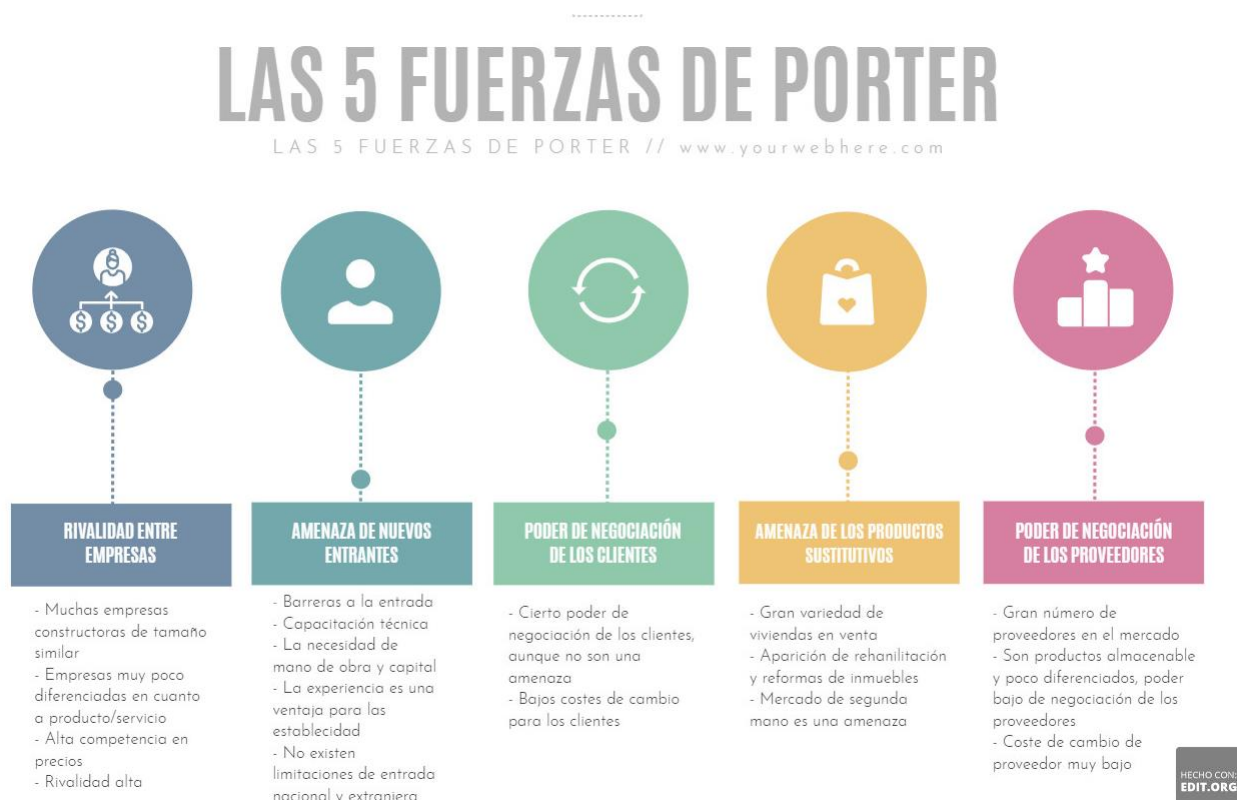 LAS 5 FUERZAS DE PORTER
LAS 5 FUERZAS DE PORTER // www.yourwebhere.com
RIVALIDAD ENTRE
EMPRESAS
- Muchas empresas
constructoras de tamaño
similar
- Empresas muy poco
diferenciadas en cuanto
a producto/servicio
- Alta competencia en
precios
- Rivalidad alta
AMENAZA DE NUEVOS
ENTRANTES
- Barreras a la entrada
- Capacitación técnica
- La necesidad de
mano de obra y capital
- La experiencia es una
ventaja para las
establecidad
- No existen
limitaciones de entrada
nacional y extranjera
PODER DE NEGOCIACIÓN
DE LOS CLIENTES
- Cierto poder de
negociación de los clientes,
aunque no son una
amenaza
- Bajos costes de cambio
para los clientes
AMENAZA DE LOS PRODUCTOS
SUSTITUTIVOS
- Gran variedad de
viviendas en venta
- Aparición de rehanilitación
y reformas de inmuebles
- Mercado de segunda
mano es una amenaza
PODER DE NEGOCIACIÓN
DE LOS PROVEEDORES
- Gran número de
proveedores en el mercado
- Son productos almacenable
y poco diferenciados, poder
bajo de negociación de los
proveedores
- Coste de cambio de
proveedor muy bajo
HECHO CON:
EDIT.ORG